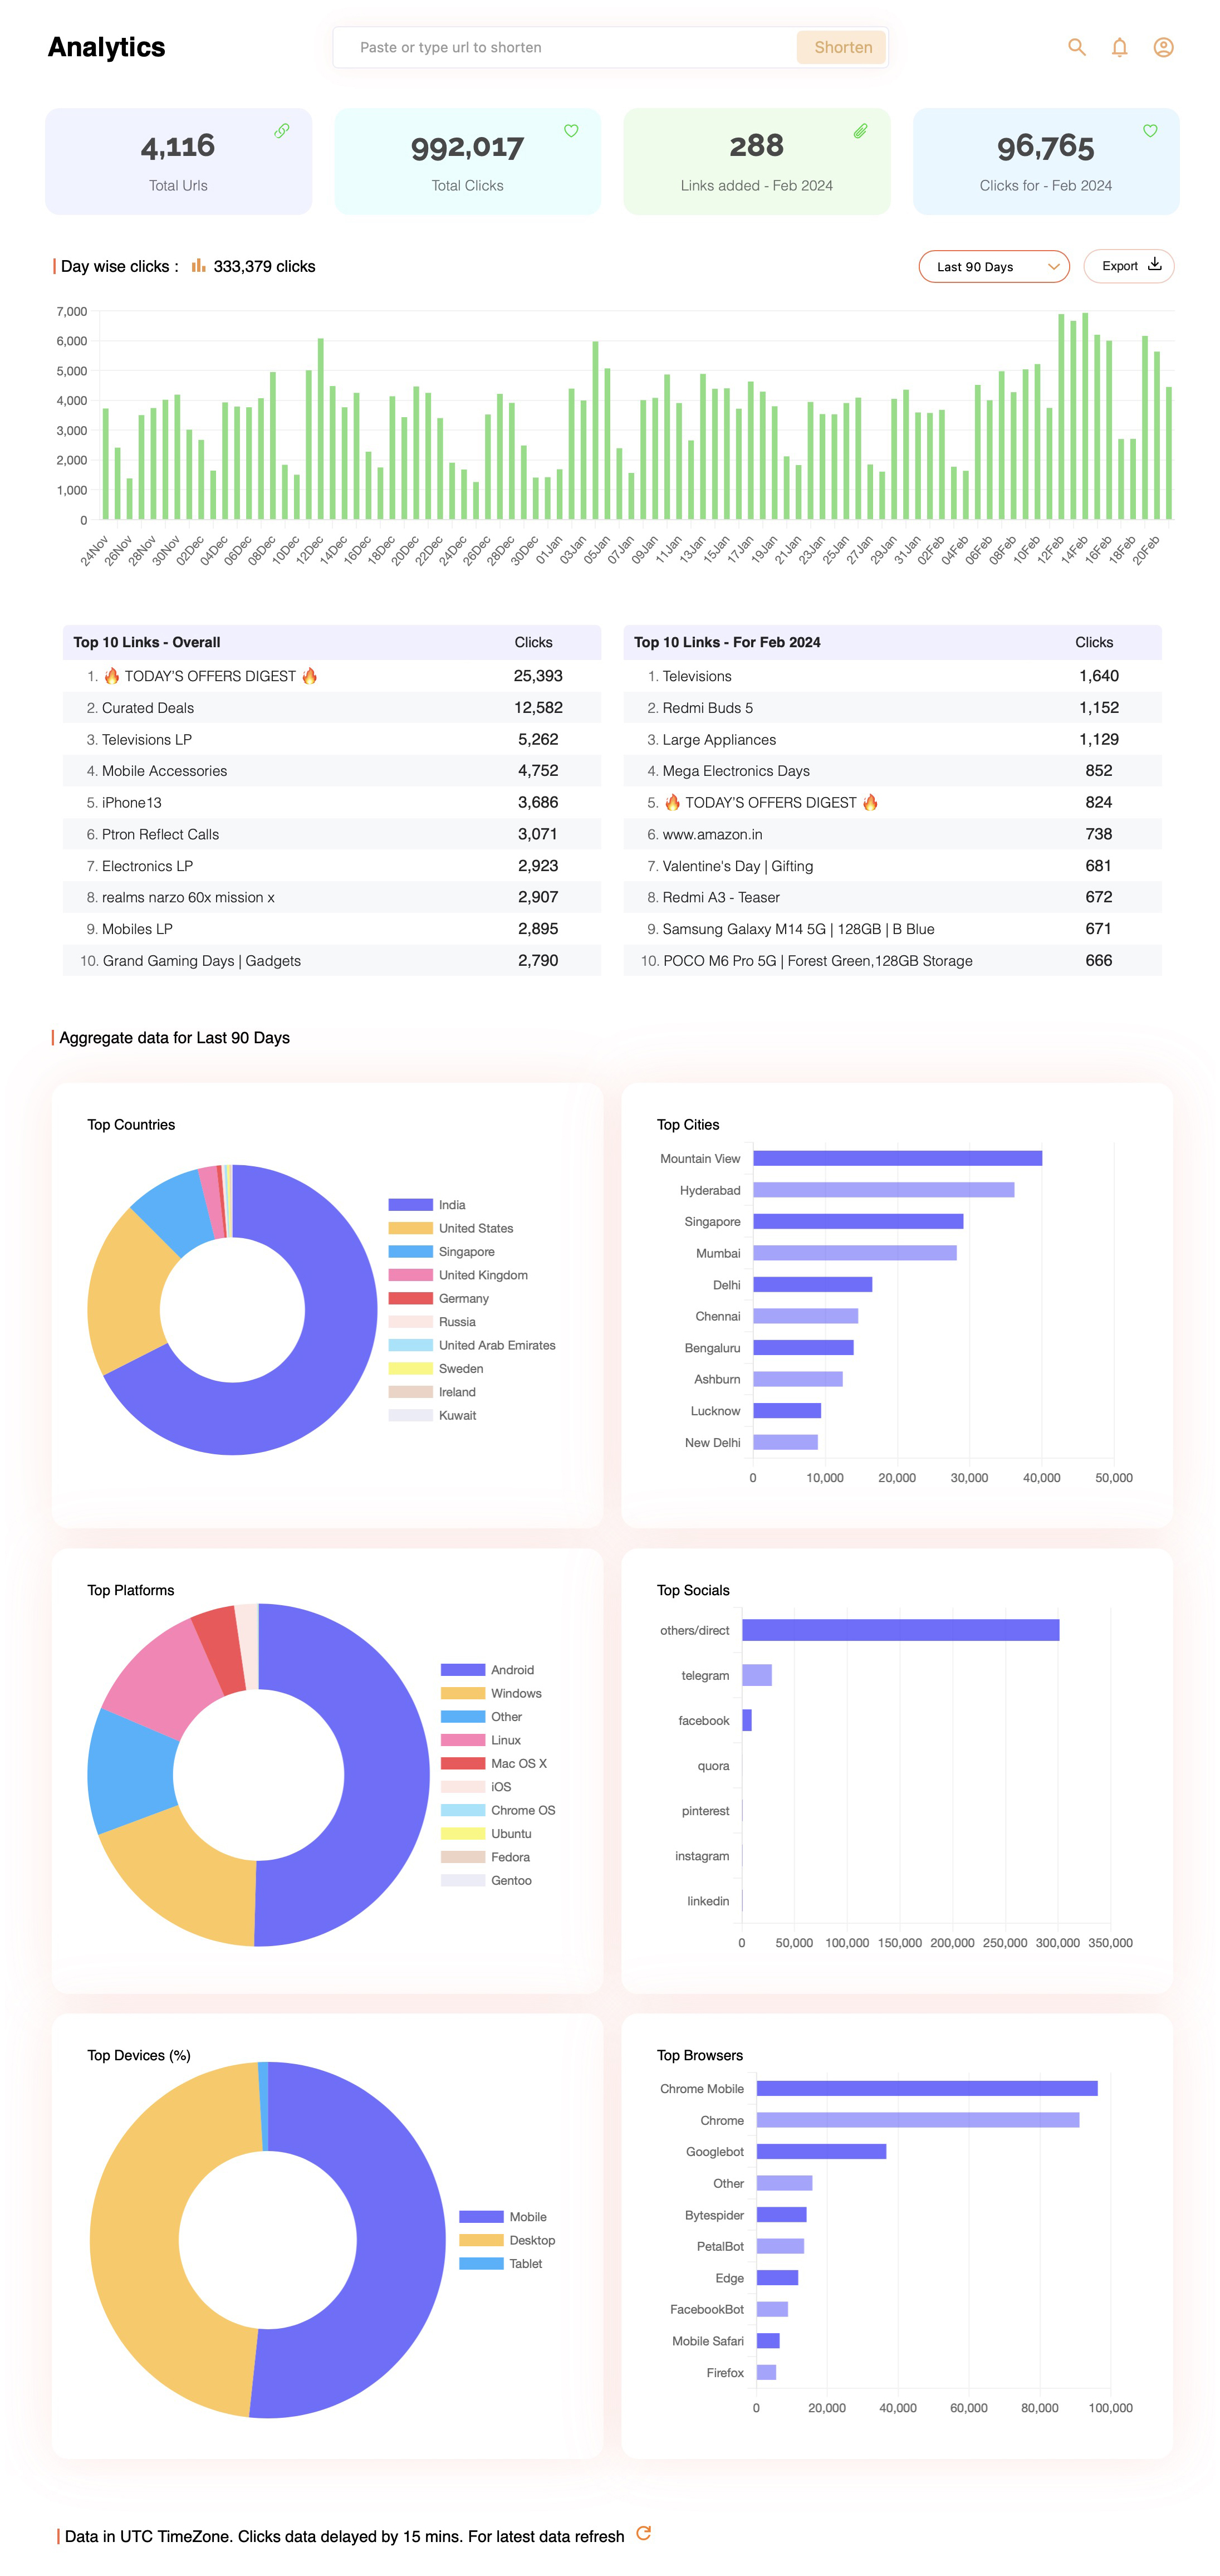 Analytics
Paste or type url to shorten
Shorten
4,116
Total Urls
992,017
Total Clicks
288
Links added - Feb 2024
96,765
Clicks for - Feb 2024
Day wise clicks : 333,379 clicks
Last 90 Days
Export
7,000
6,000
5,000
4,000
3,000
2,000
1,000
0
24Nov 26Nov 28Nov 30Nov 02Dec 04Dec 06Dec 08Dec 10Dec 12Dec 14Dec 16Dec 18Dec 20Dec 22Dec 24Dec 26Dec 28Dec 30Dec 01Jan 03Jan 05Jan 07Jan 09Jan 11Jan 13Jan 15Jan 17Jan 19Jan 21Jan 23Jan 25Jan 27Jan 29Jan 31Jan 02Feb 04Feb 06Feb 08Feb 10Feb 12Feb 14Feb 16Feb 18Feb 20Feb
Top 10 Links - Overall Clicks
1. 🔥 TODAY'S OFFERS DIGEST 🔥 25,393
2. Curated Deals 12,582
3. Televisions LP 5,262
4. Mobile Accessories 4,752
5. iPhone13 3,686
6. Ptron Reflect Calls 3,071
7. Electronics LP 2,923
8. realms narzo 60x mission x 2,907
9. Mobiles LP 2,895
10. Grand Gaming Days | Gadgets 2,790
Top 10 Links - For Feb 2024 Clicks
1. Televisions 1,640
2. Redmi Buds 5 1,152
3. Large Appliances 1,129
4. Mega Electronics Days 852
5. 🔥 TODAY'S OFFERS DIGEST 🔥 824
6. www.amazon.in 738
7. Valentine's Day | Gifting 681
8. Redmi A3 - Teaser 672
9. Samsung Galaxy M14 5G | 128GB | B Blue 671
10. POCO M6 Pro 5G | Forest Green,128GB Storage 666
Aggregate data for Last 90 Days
Top Countries
India
United States
Singapore
United Kingdom
Germany
Russia
United Arab Emirates
Sweden
Ireland
Kuwait
Top Cities
Mountain View
Hyderabad
Singapore
Mumbai
Delhi
Chennai
Bengaluru
Ashburn
Lucknow
New Delhi
0 10,000 20,000 30,000 40,000 50,000
Top Platforms
Android
Windows
Other
Linux
Mac OS X
iOS
Chrome OS
Ubuntu
Fedora
Gentoo
Top Socials
others/direct
telegram
facebook
quora
pinterest
instagram
linkedin
0 50,000 100,000 150,000 200,000 250,000 300,000 350,000
Top Devices (%)
Mobile
Desktop
Tablet
Top Browsers
Chrome Mobile
Chrome
Googlebot
Other
Bytespider
PetalBot
Edge
FacebookBot
Mobile Safari
Firefox
0 20,000 40,000 60,000 80,000 100,000
Data in UTC TimeZone. Clicks data delayed by 15 mins. For latest data refresh